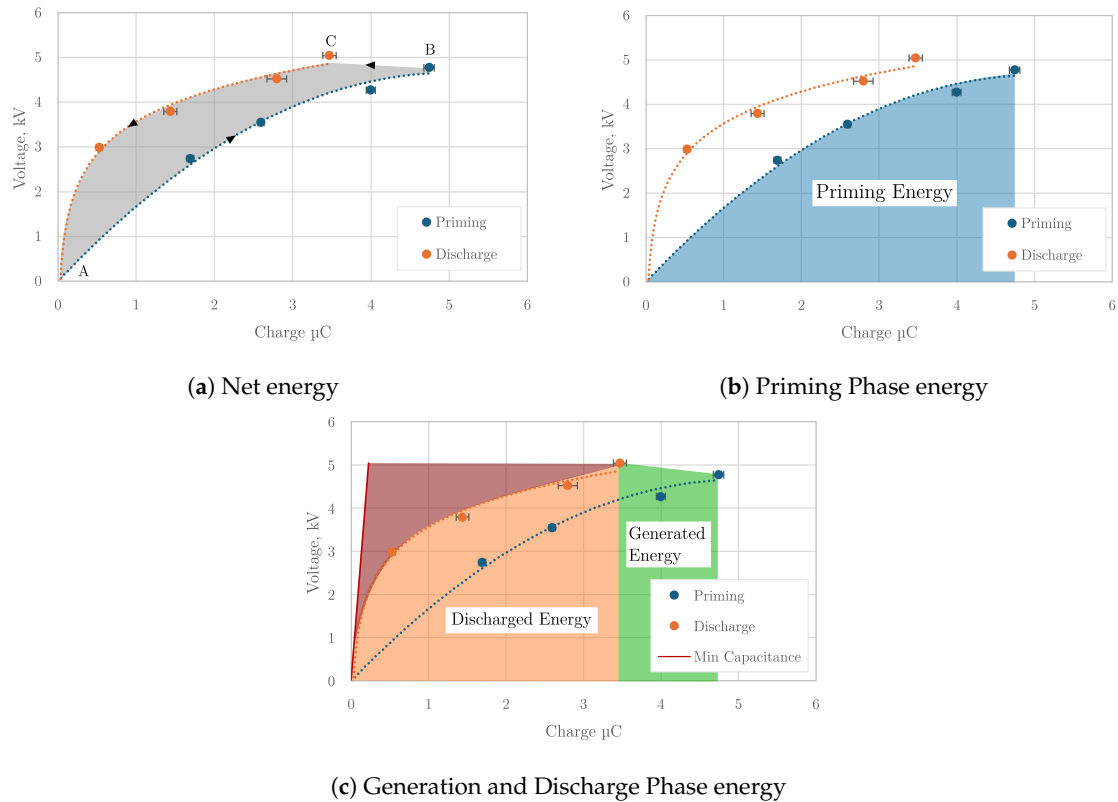 6
5
4
3
2
1
0
Voltage, kV
C
B
A
Priming
Discharge
0 1 2 3 4 5 6
Charge µC
(a) Net energy
6
5
4
3
2
1
0
Voltage, kV
Priming Energy
Priming
Discharge
0 1 2 3 4 5 6
Charge µC
(b) Priming Phase energy
6
5
4
3
2
1
0
Voltage, kV
Generated
Energy
Discharged Energy
Priming
Discharge
Min Capacitance
0 1 2 3 4 5 6
Charge µC
(c) Generation and Discharge Phase energy